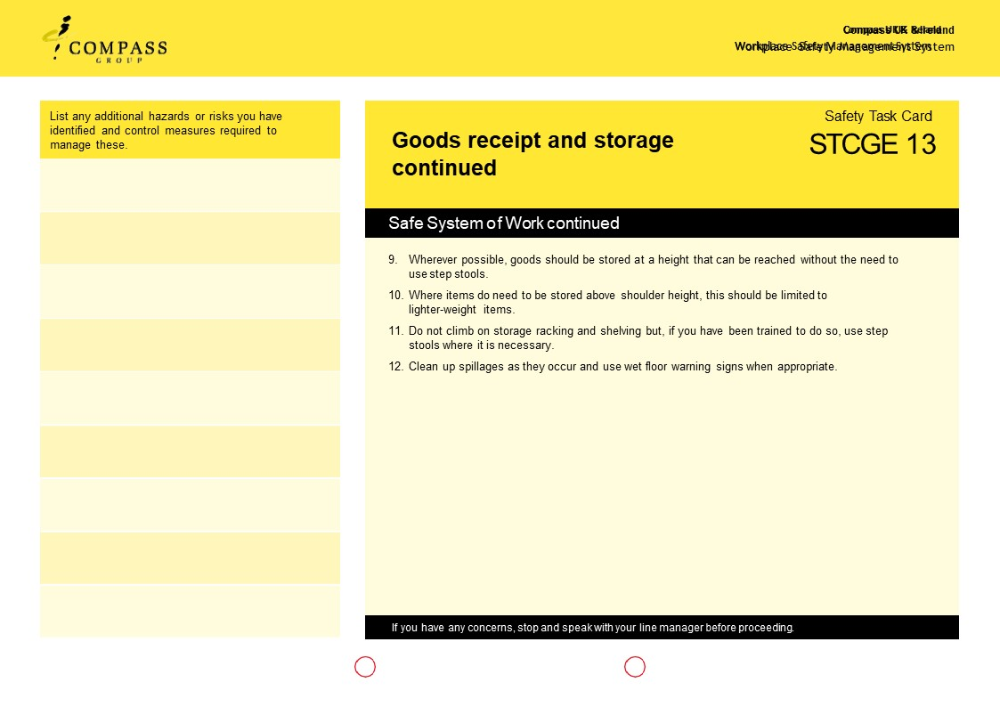 COMPASS
GROUP
Compass UK & Ireland
Workplace Safety Management System
List any additional hazards or risks you have
identified and control measures required to
manage these.
Goods receipt and storage
continued
Safety Task Card
STCGE 13
Safe System of Work continued
9. Wherever possible, goods should be stored at a height that can be reached without the need to
use step stools.
10. Where items do need to be stored above shoulder height, this should be limited to
lighter-weight items.
11. Do not climb on storage racking and shelving but, if you have been trained to do so, use step
stools where it is necessary.
12. Clean up spillages as they occur and use wet floor warning signs when appropriate.
If you have any concerns, stop and speak with your line manager before proceeding.